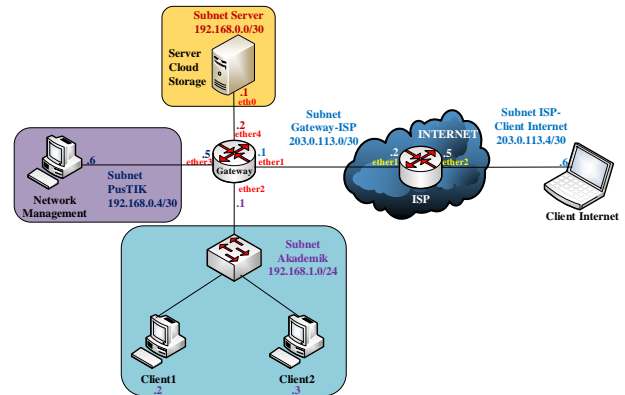 Subnet Server
192.168.0.0/30
Server
Cloud
Storage
.1
eth0
.2
ether4
Subnet
Gateway-ISP
203.0.113.0/30
Subnet ISP-
Client Internet
203.0.113.4/30
INTERNET
.6
Subnet
PusTIK
192.168.0.4/30
Network
Management
.5
ether3
.1
ether1
Gateway
ether2
.1
.2
ether1
.5
ether2
ISP
.6
Client Internet
Subnet
Akademik
192.168.1.0/24
Client1
.2
Client2
.3